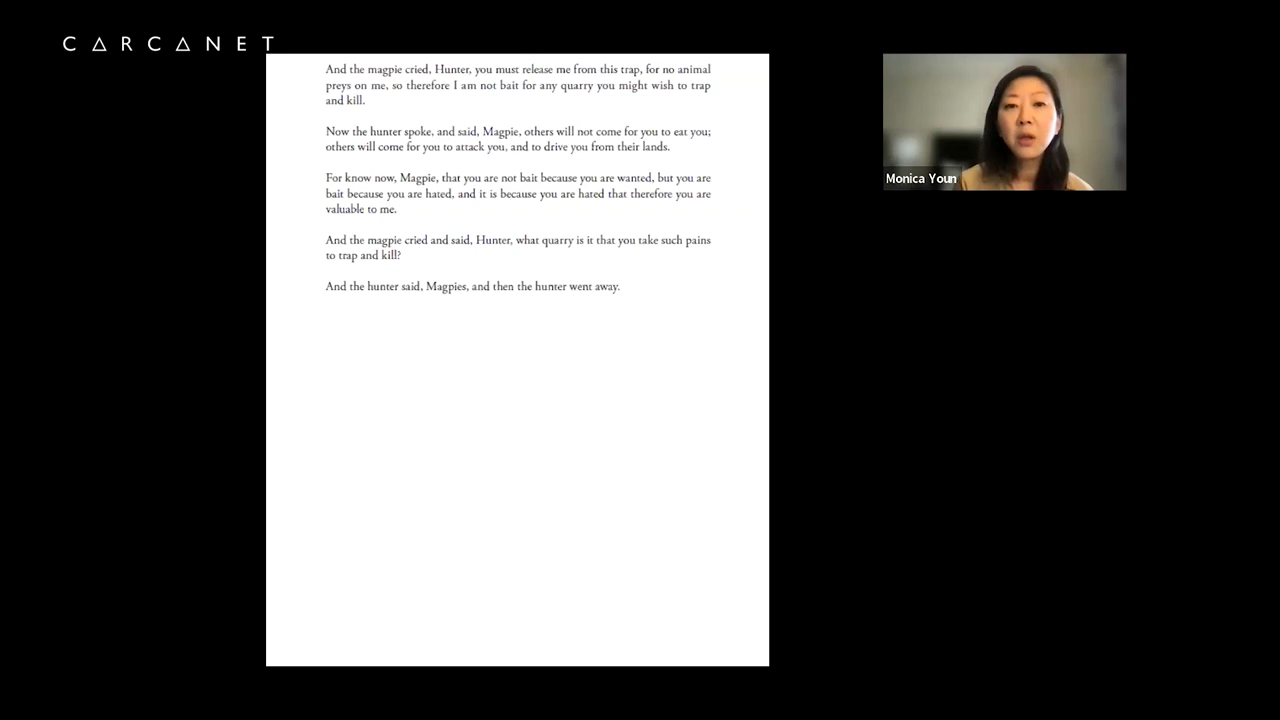 CARCANET
And the magpie cried, Hunter, you must release me from this trap, for no animal
preys on me, so therefore I am not bait for any quarry you might wish to trap
and kill.
Now the hunter spoke, and said, Magpie, others will not come for you to eat you;
others will come for you to attack you, and to drive you from their lands.
For know now, Magpie, that you are not bait because you are wanted, but you are
bait because you are hated, and it is because you are hated that therefore you are
valuable to me.
And the magpie cried and said, Hunter, what quarry is it that you take such pains
to trap and kill?
And the hunter said, Magpies, and then the hunter went away.
Monica Youn